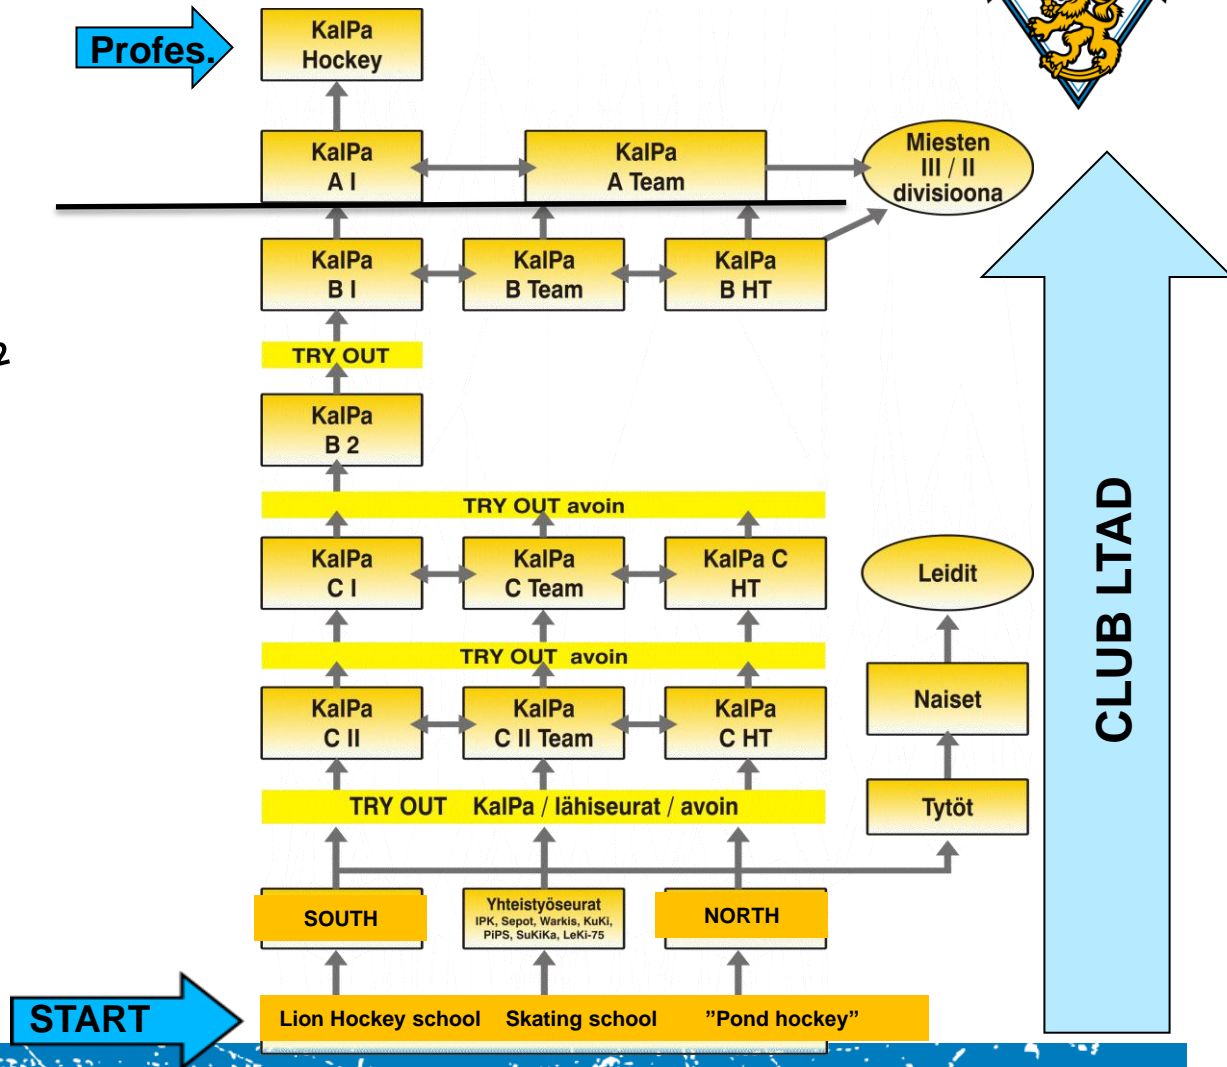 Profes.
KalPa
Hockey
KalPa
A I
KalPa
A Team
Miesten
III / II
divisioona
KalPa
B I
KalPa
B Team
KalPa
B HT
TRY OUT
2
KalPa
B 2
TRY OUT avoin
KalPa
C I
KalPa
C Team
KalPa C
HT
Leidit
TRY OUT avoin
KalPa
C II
KalPa
C II Team
KalPa
C HT
Naiset
TRY OUT KalPa / lähiseurat / avoin
Tytöt
SOUTH
Yhteistyöseurat
IPK, Sepot, Warkis, KuKi,
PiPS, SuKiKa, LeKi-75
NORTH
START
Lion Hockey school Skating school ”Pond hockey”
CLUB LTAD